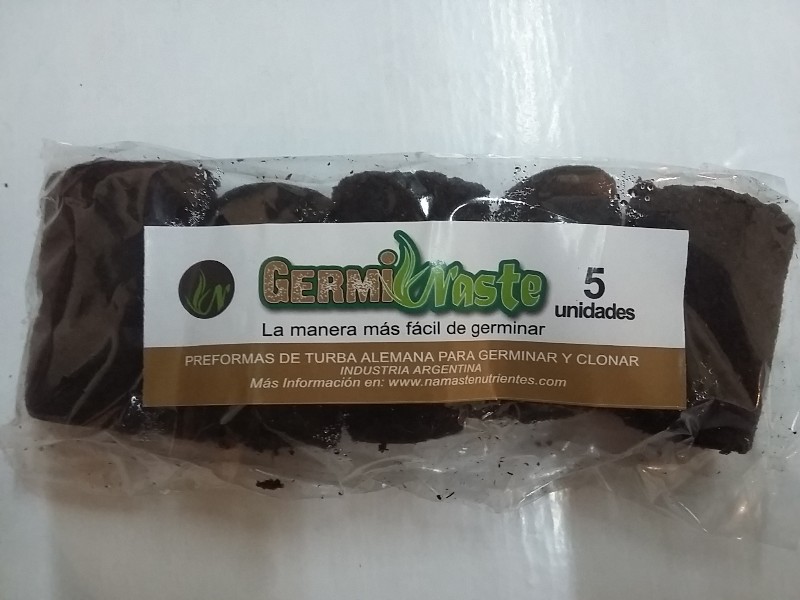 N
GERMINaste
5
unidades
La manera más fácil de germinar
PREFORMAS DE TURBA ALEMANA PARA GERMINAR Y CLONAR
INDUSTRIA ARGENTINA
Más Información en: www.namastenutrientes.com